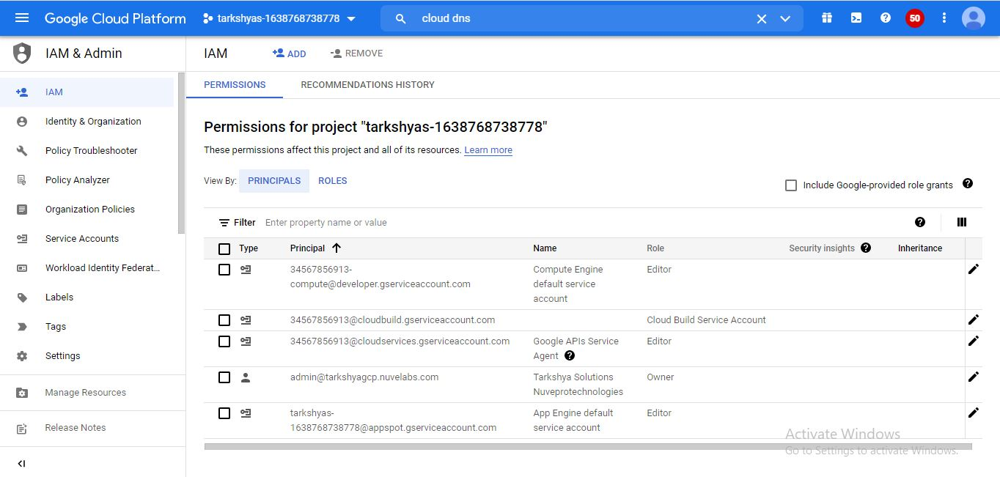 Google Cloud Platform
tarkshyas-1638768738778
cloud dns
50
IAM & Admin
IAM
ADD
REMOVE
IAM
Identity & Organization
Policy Troubleshooter
Policy Analyzer
Organization Policies
Service Accounts
Workload Identity Federat...
Labels
Tags
Settings
Manage Resources
Release Notes
PERMISSIONS
RECOMMENDATIONS HISTORY
Permissions for project "tarkshyas-1638768738778"
These permissions affect this project and all of its resources. Learn more
View By: PRINCIPALS ROLES
Include Google-provided role grants
Filter Enter property name or value
Type Principal Name Role Security insights Inheritance
34567856913- Compute Engine Editor
compute@developer.gserviceaccount.com default service
account
34567856913@cloudbuild.gserviceaccount.com Cloud Build Service Account
34567856913@cloudservices.gserviceaccount.com Google APIs Service Editor
Agent
admin@tarkshyagcp.nuvelabs.com Tarkshya Solutions Owner
Nuveprotechnologies
tarkshyas- App Engine default Editor
1638768738778@appspot.gserviceaccount.com service account
Activate Windows
Go to Settings to activate Windows.